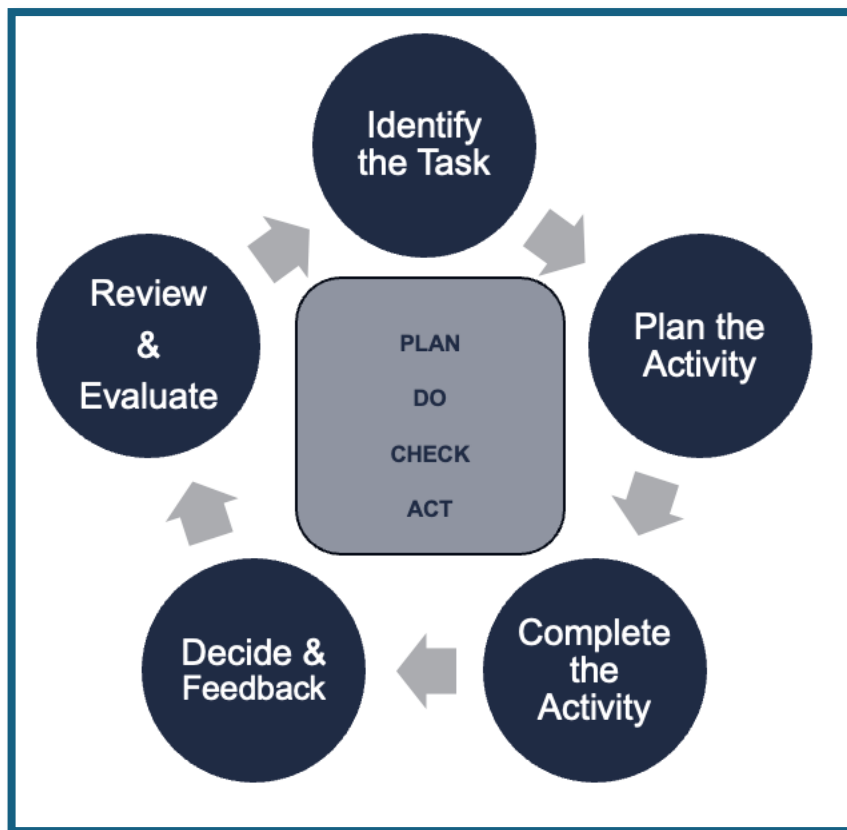 Identify
the Task
Plan the
Activity
Complete
the
Activity
Decide &
Feedback
Review
&
Evaluate
PLAN
DO
CHECK
ACT